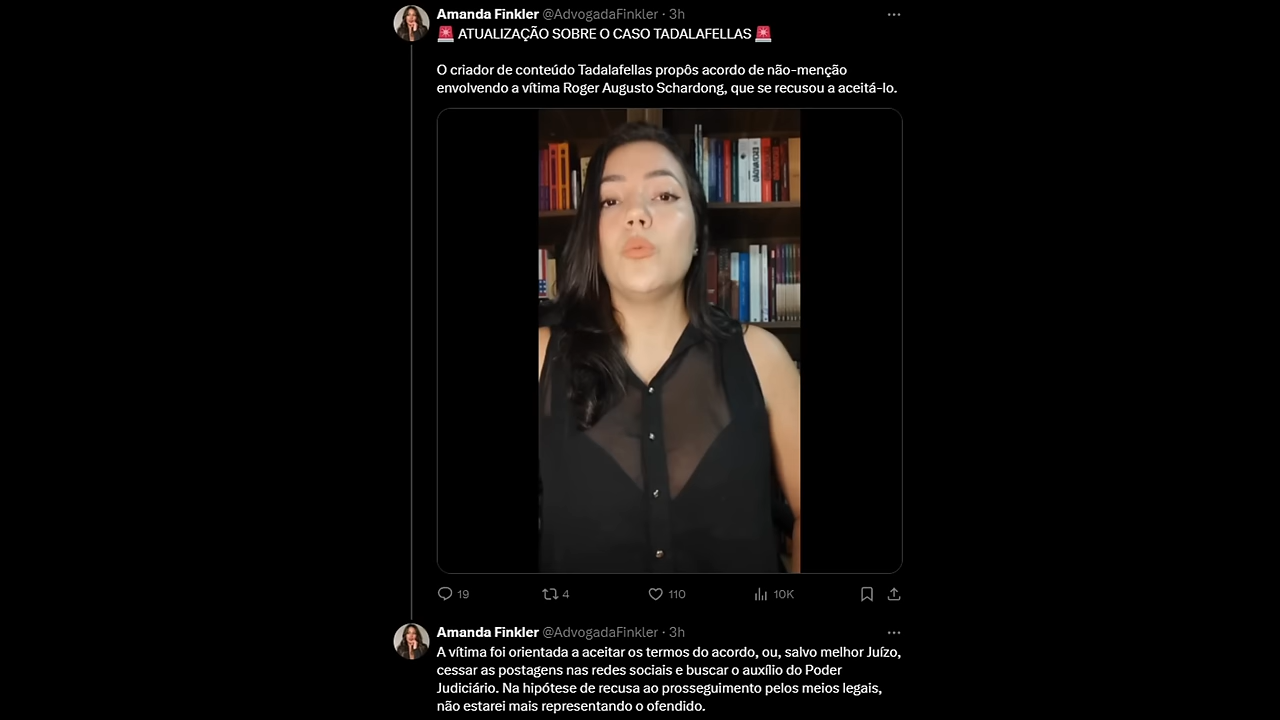 Amanda Finkler @AdvogadaFinkler · 3h
🚨 ATUALIZAÇÃO SOBRE O CASO TADALAFELLAS 🚨
O criador de conteúdo Tadalafellas propôs acordo de não-menção
envolvendo a vítima Roger Augusto Schardong, que se recusou a aceitá-lo.
19 4 110 10K
Amanda Finkler @AdvogadaFinkler · 3h
A vítima foi orientada a aceitar os termos do acordo, ou, salvo melhor Juízo,
cessar as postagens nas redes sociais e buscar o auxílio do Poder
Judiciário. Na hipótese de recusa ao prosseguimento pelos meios legais,
não estarei mais representando o ofendido.